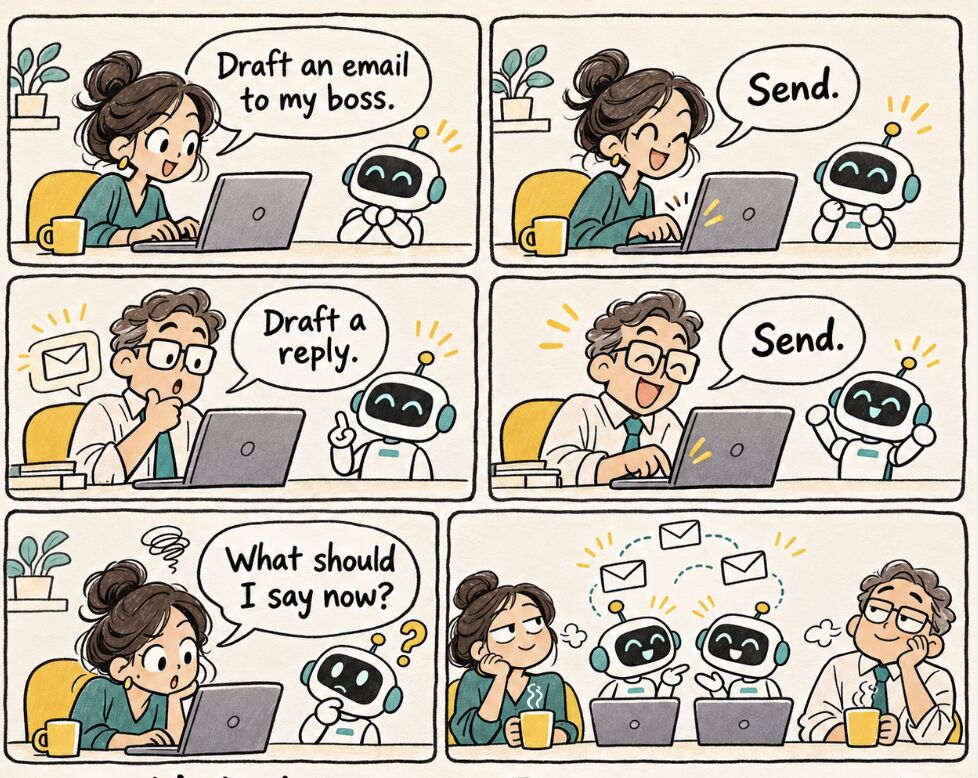 Draft an email
to my boss.
Send.
Draft a
reply.
Send.
What should
I say now?
?